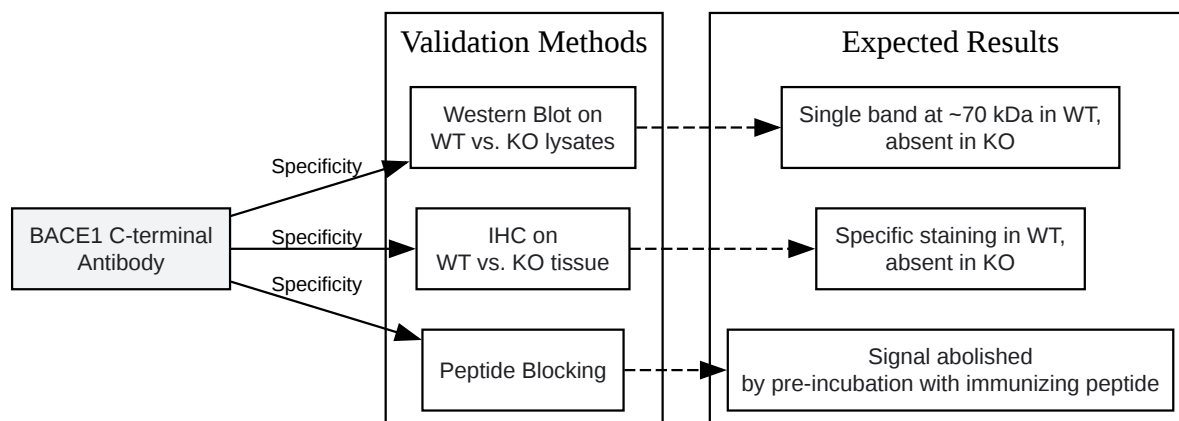 Validation Methods
Expected Results
Western Blot on
WT vs. KO lysates
Single band at ~70 kDa in WT,
absent in KO
Specificity
BACE1 C-terminal
Antibody
Specificity
IHC on
WT vs. KO tissue
Specific staining in WT,
absent in KO
Specificity
Peptide Blocking
Signal abolished
by pre-incubation with immunizing peptide